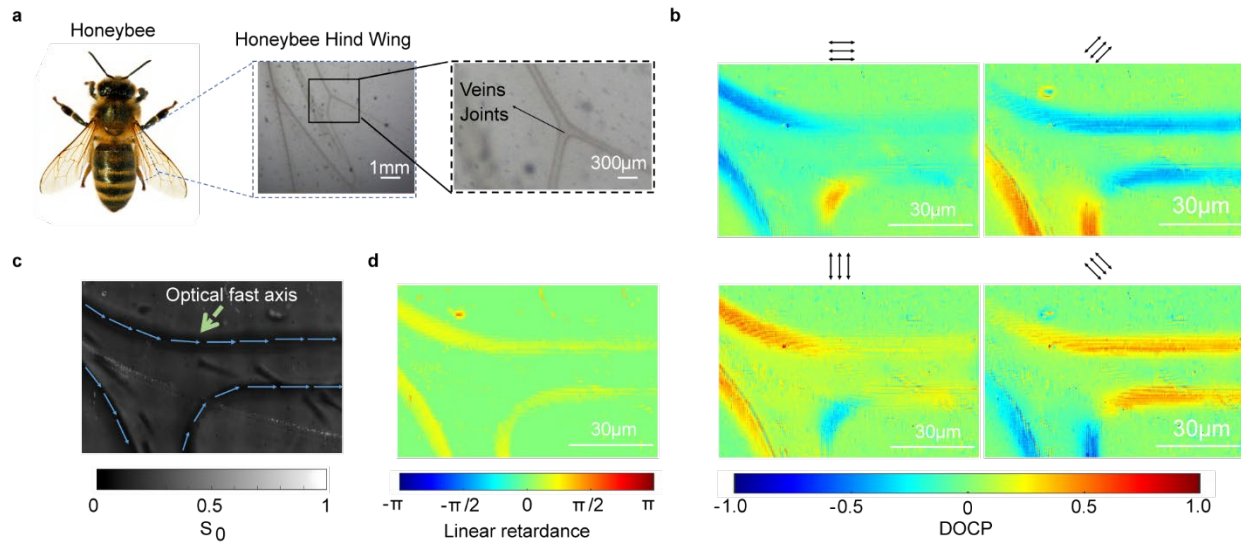 a
Honeybee
Honeybee Hind Wing
Veins
Joints
1mm
300μm
b
30μm
30μm
30μm
30μm
-1.0
-0.5
0
0.5
1.0
DOCP
c
Optical fast axis
0
0.5
1
S0
d
30μm
-π
-π/2
0
π/2
π
Linear retardance